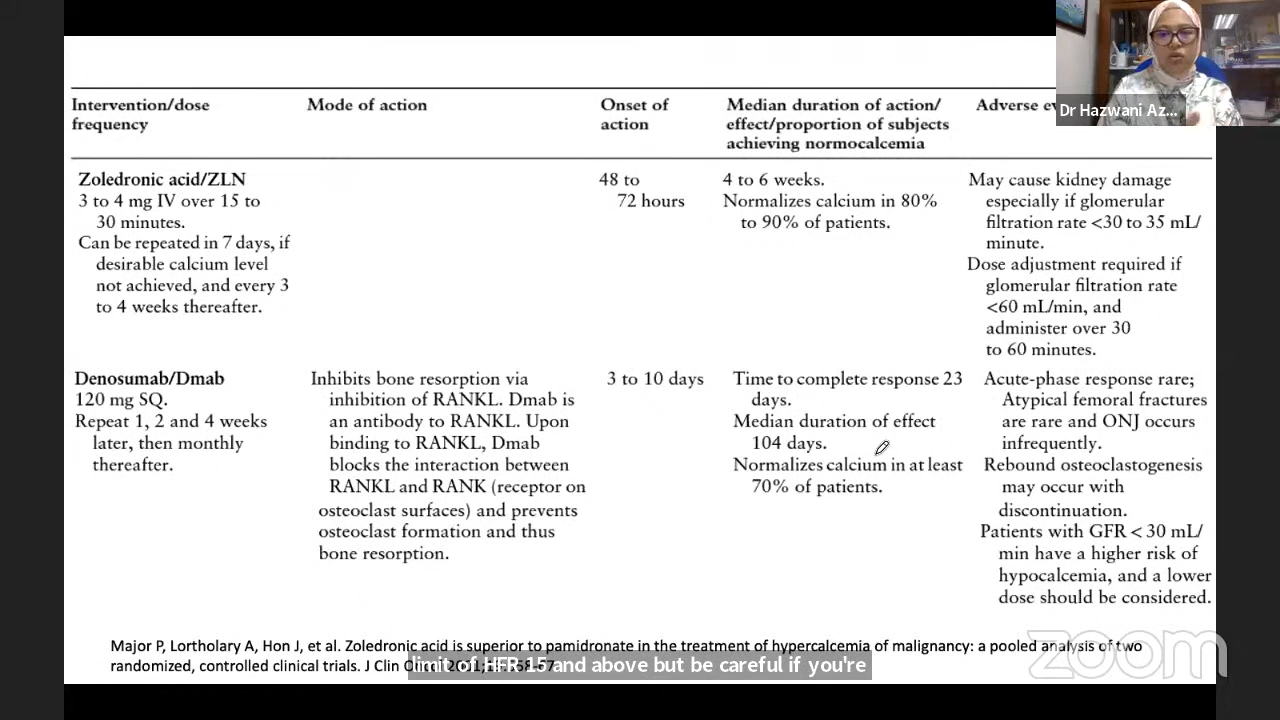 Intervention/dose frequency
Mode of action
Onset of action
Median duration of action/
effect/proportion of subjects
achieving normocalcemia
Adverse
Dr Hazwani Az...
Zoledronic acid/ZLN
3 to 4 mg IV over 15 to
30 minutes.
Can be repeated in 7 days, if
desirable calcium level
not achieved, and every 3
to 4 weeks thereafter.
48 to
72 hours
4 to 6 weeks.
Normalizes calcium in 80%
to 90% of patients.
May cause kidney damage
especially if glomerular
filtration rate <30 to 35 mL/
minute.
Dose adjustment required if
glomerular filtration rate
<60 mL/min, and
administer over 30
to 60 minutes.
Denosumab/Dmab
120 mg SQ.
Repeat 1, 2 and 4 weeks
later, then monthly
thereafter.
Inhibits bone resorption via
inhibition of RANKL. Dmab is
an antibody to RANKL. Upon
binding to RANKL, Dmab
blocks the interaction between
RANKL and RANK (receptor on
osteoclast surfaces) and prevents
osteoclast formation and thus
bone resorption.
3 to 10 days
Time to complete response 23
days.
Median duration of effect
104 days.
Normalizes calcium in at least
70% of patients.
Acute-phase response rare;
Atypical femoral fractures
are rare and ONJ occurs
infrequently.
Rebound osteoclastogenesis
may occur with
discontinuation.
Patients with GFR < 30 mL/
min have a higher risk of
hypocalcemia, and a lower
dose should be considered.
Major P, Lortholary A, Hon J, et al. Zoledronic acid is superior to pamidronate in the treatment of hypercalcemia of malignancy: a pooled analysis of two
randomized, controlled clinical trials. J Clin
limit of HFR 15 and above but be careful if you're
zoom